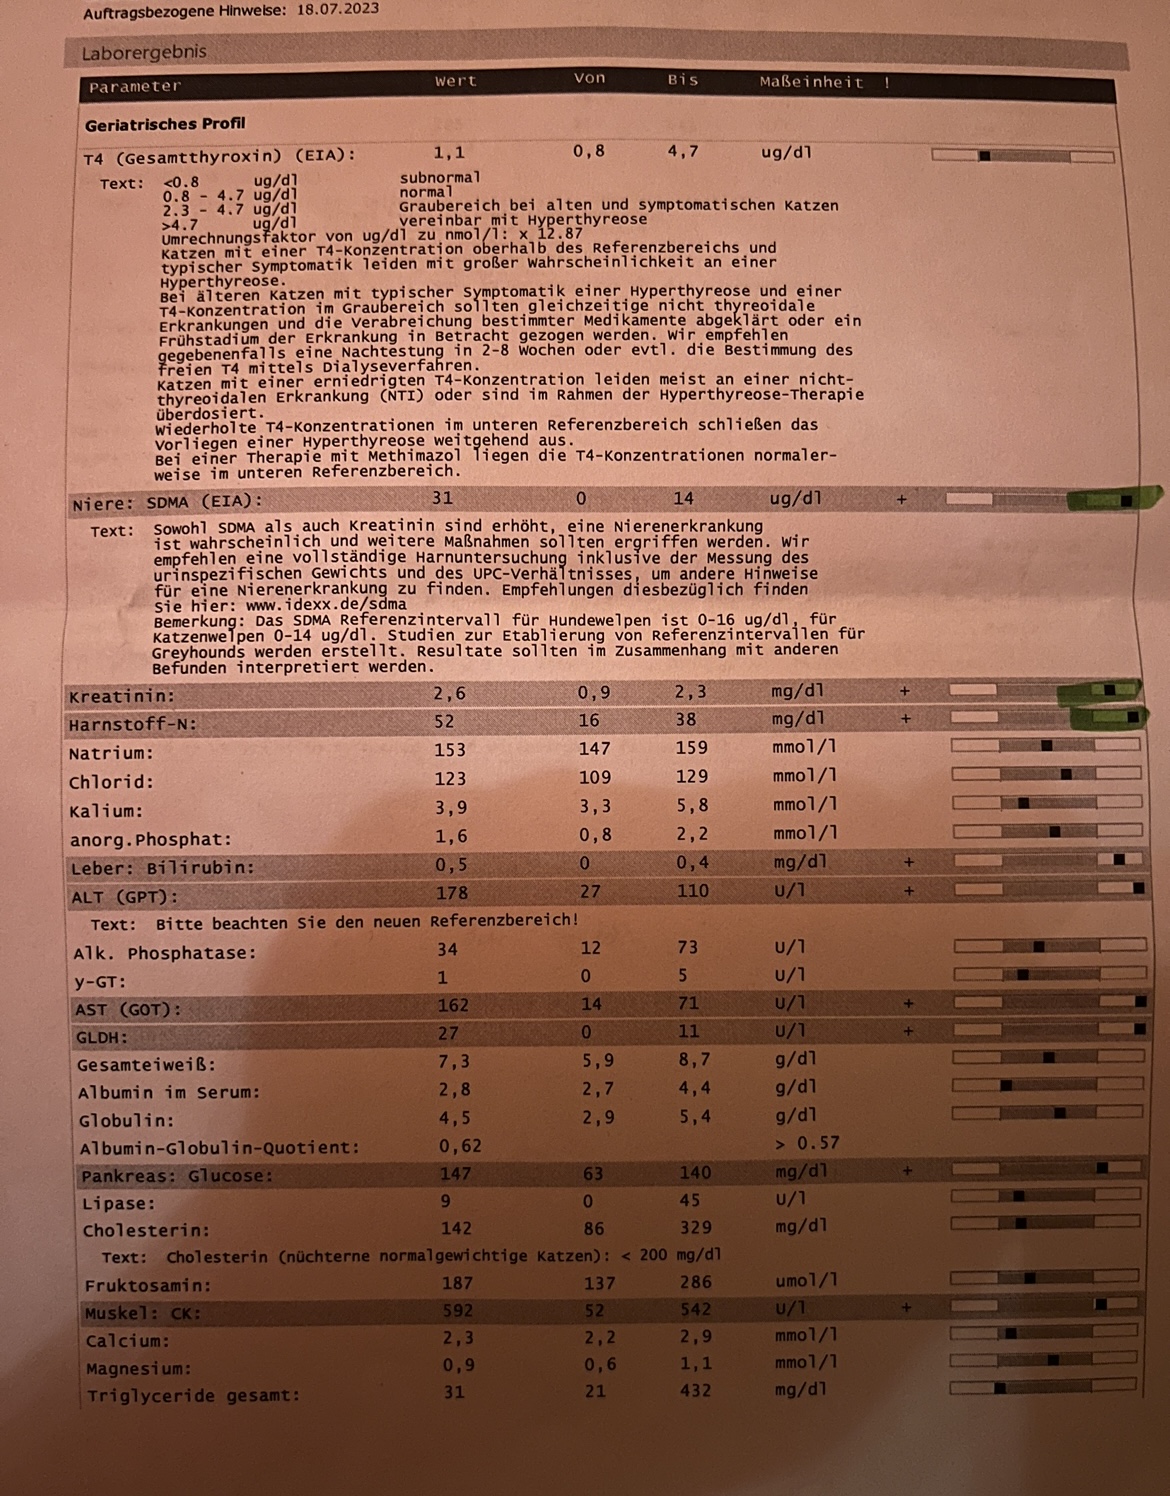 Auftragsbezogene Hinweise: 18.07.2023
Laborergebnis
Parameter Wert Von Bis Maßeinheit !
Geriatrisches Profil
T4 (Gesamtthyroxin) (EIA): 1,1 0,8 4,7 ug/dl
Text: <0.8 ug/dl subnormal
0.8 - 4.7 ug/dl normal
2.3 - 4.7 ug/dl Graubereich bei alten und symptomatischen Katzen
>4.7 ug/dl vereinbar mit Hyperthyreose
Umrechnungsfaktor von ug/dl zu nmol/l: x 12.87
Katzen mit einer T4-Konzentration oberhalb des Referenzbereichs und
typischer Symptomatik leiden mit großer Wahrscheinlichkeit an einer
Hyperthyreose.
Bei älteren Katzen mit typischer Symptomatik einer Hyperthyreose und einer
T4-Konzentration im Graubereich sollten gleichzeitige nicht thyreoidale
Erkrankungen und die Verabreichung bestimmter Medikamente abgeklärt oder ein
Frühstadium der Erkrankung in Betracht gezogen werden. Wir empfehlen
gegebenenfalls eine Nachtestung in 2-8 Wochen oder evtl. die Bestimmung des
freien T4 mittels Dialyseverfahren.
Katzen mit einer erniedrigten T4-Konzentration leiden meist an einer nicht-
thyreoidalen Erkrankung (NTI) oder sind im Rahmen der Hyperthyreose-Therapie
überdosiert.
Wiederholte T4-Konzentrationen im unteren Referenzbereich schließen das
Vorliegen einer Hyperthyreose weitgehend aus.
Bei einer Therapie mit Methimazol liegen die T4-Konzentrationen normaler-
weise im unteren Referenzbereich.
Niere: SDMA (EIA): 31 0 14 ug/dl +
Text: Sowohl SDMA als auch Kreatinin sind erhöht, eine Nierenerkrankung
ist wahrscheinlich und weitere Maßnahmen sollten ergriffen werden. Wir
empfehlen eine vollständige Harnuntersuchung inklusive der Messung des
urinspezifischen Gewichts und des UPC-Verhältnisses, um andere Hinweise
für eine Nierenerkrankung zu finden. Empfehlungen diesbezüglich finden
Sie hier: www.idexx.de/sdma
Bemerkung: Das SDMA Referenzintervall für Hundewelpen ist 0-16 ug/dl, für
Katzenwelpen 0-14 ug/dl. Studien zur Etablierung von Referenzintervallen für
Greyhounds werden erstellt. Resultate sollten im Zusammenhang mit anderen
Befunden interpretiert werden.
Kreatinin: 2,6 0,9 2,3 mg/dl +
Harnstoff-N: 52 16 38 mg/dl +
Natrium: 153 147 159 mmol/l
Chlorid: 123 109 129 mmol/l
Kalium: 3,9 3,3 5,8 mmol/l
anorg.Phosphat: 1,6 0,8 2,2 mmol/l
Leber: Bilirubin: 0,5 0 0,4 mg/dl +
ALT (GPT): 178 27 110 U/l +
Text: Bitte beachten Sie den neuen Referenzbereich!
Alk. Phosphatase: 34 12 73 U/l
y-GT: 1 0 5 U/l
AST (GOT): 162 14 71 U/l +
GLDH: 27 0 11 U/l +
Gesamteiweiß: 7,3 5,9 8,7 g/dl
Albumin im Serum: 2,8 2,7 4,4 g/dl
Globulin: 4,5 2,9 5,4 g/dl
Albumin-Globulin-Quotient: 0,62 > 0.57
Pankreas: Glucose: 147 63 140 mg/dl +
Lipase: 9 0 45 U/l
Cholesterin: 142 86 329 mg/dl
Text: Cholesterin (nüchterne normalgewichtige Katzen): < 200 mg/dl
Fruktosamin: 187 137 286 umol/l
Muskel: CK: 592 52 542 U/l +
Calcium: 2,3 2,2 2,9 mmol/l
Magnesium: 0,9 0,6 1,1 mmol/l
Triglyceride gesamt: 31 21 432 mg/dl